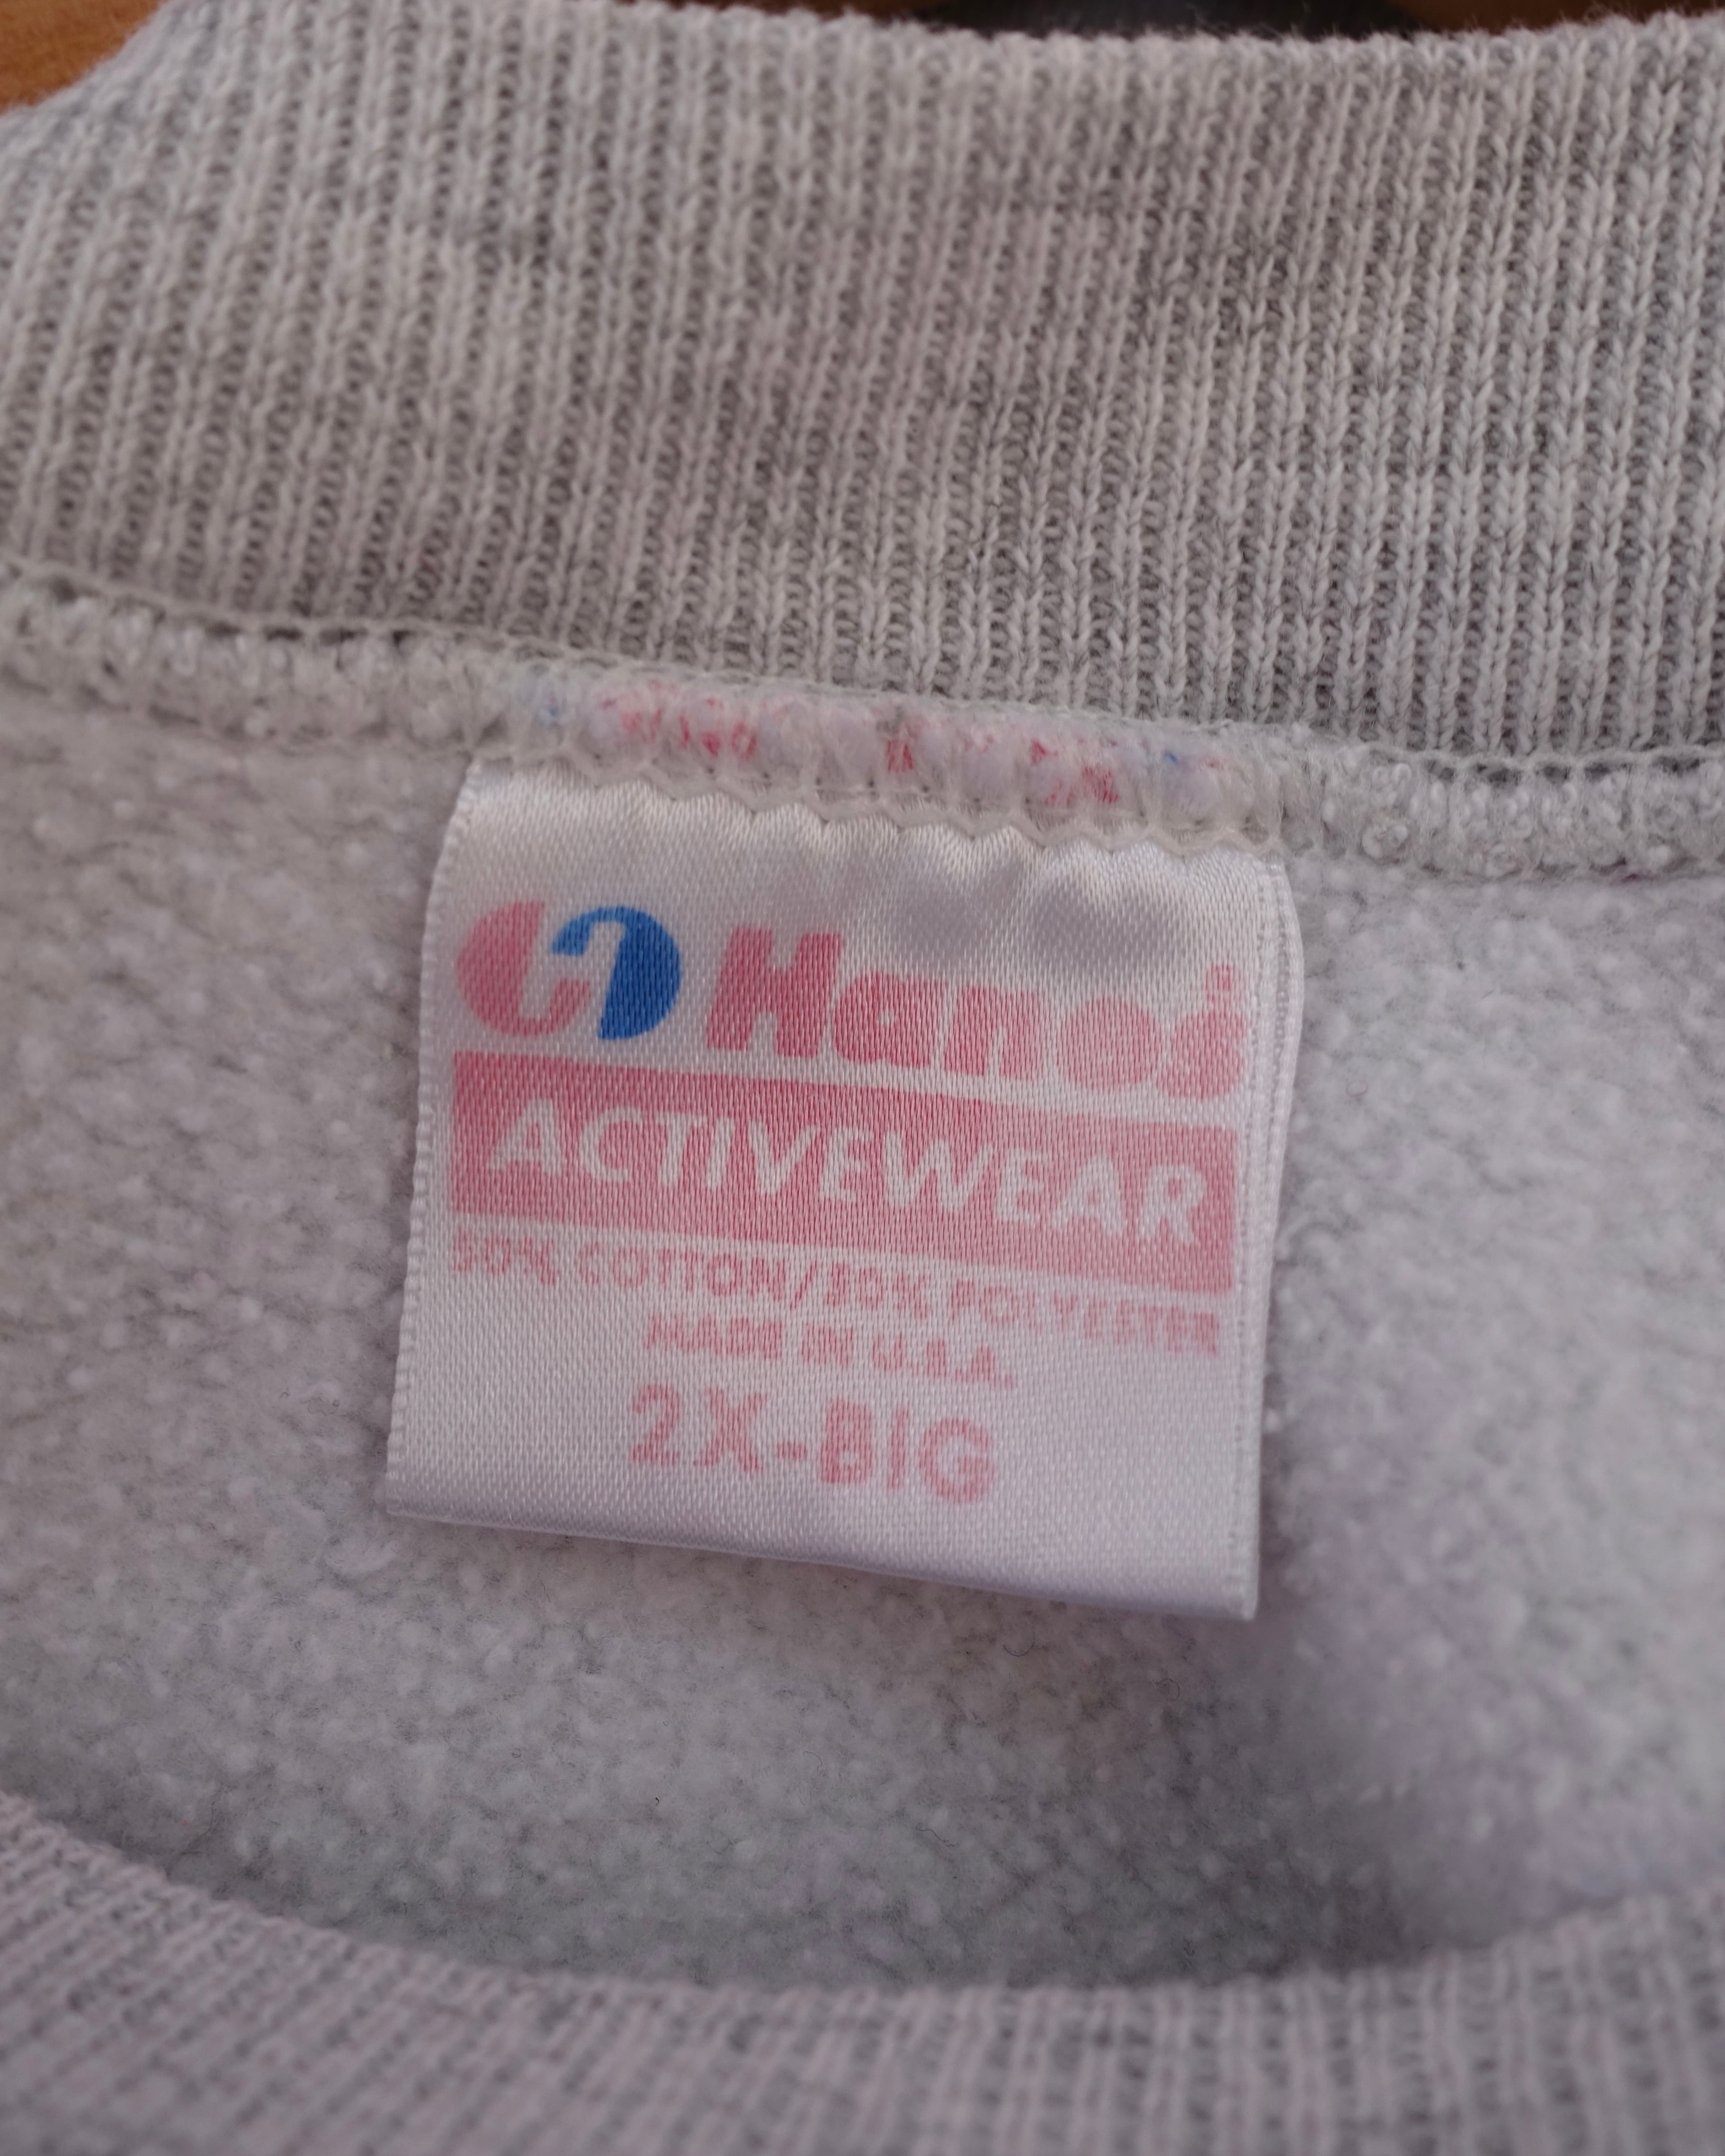 Hanes®
ACTIVEWEAR
50% COTTON/50% POLYESTER
MADE IN U.S.A.
2X-BIG